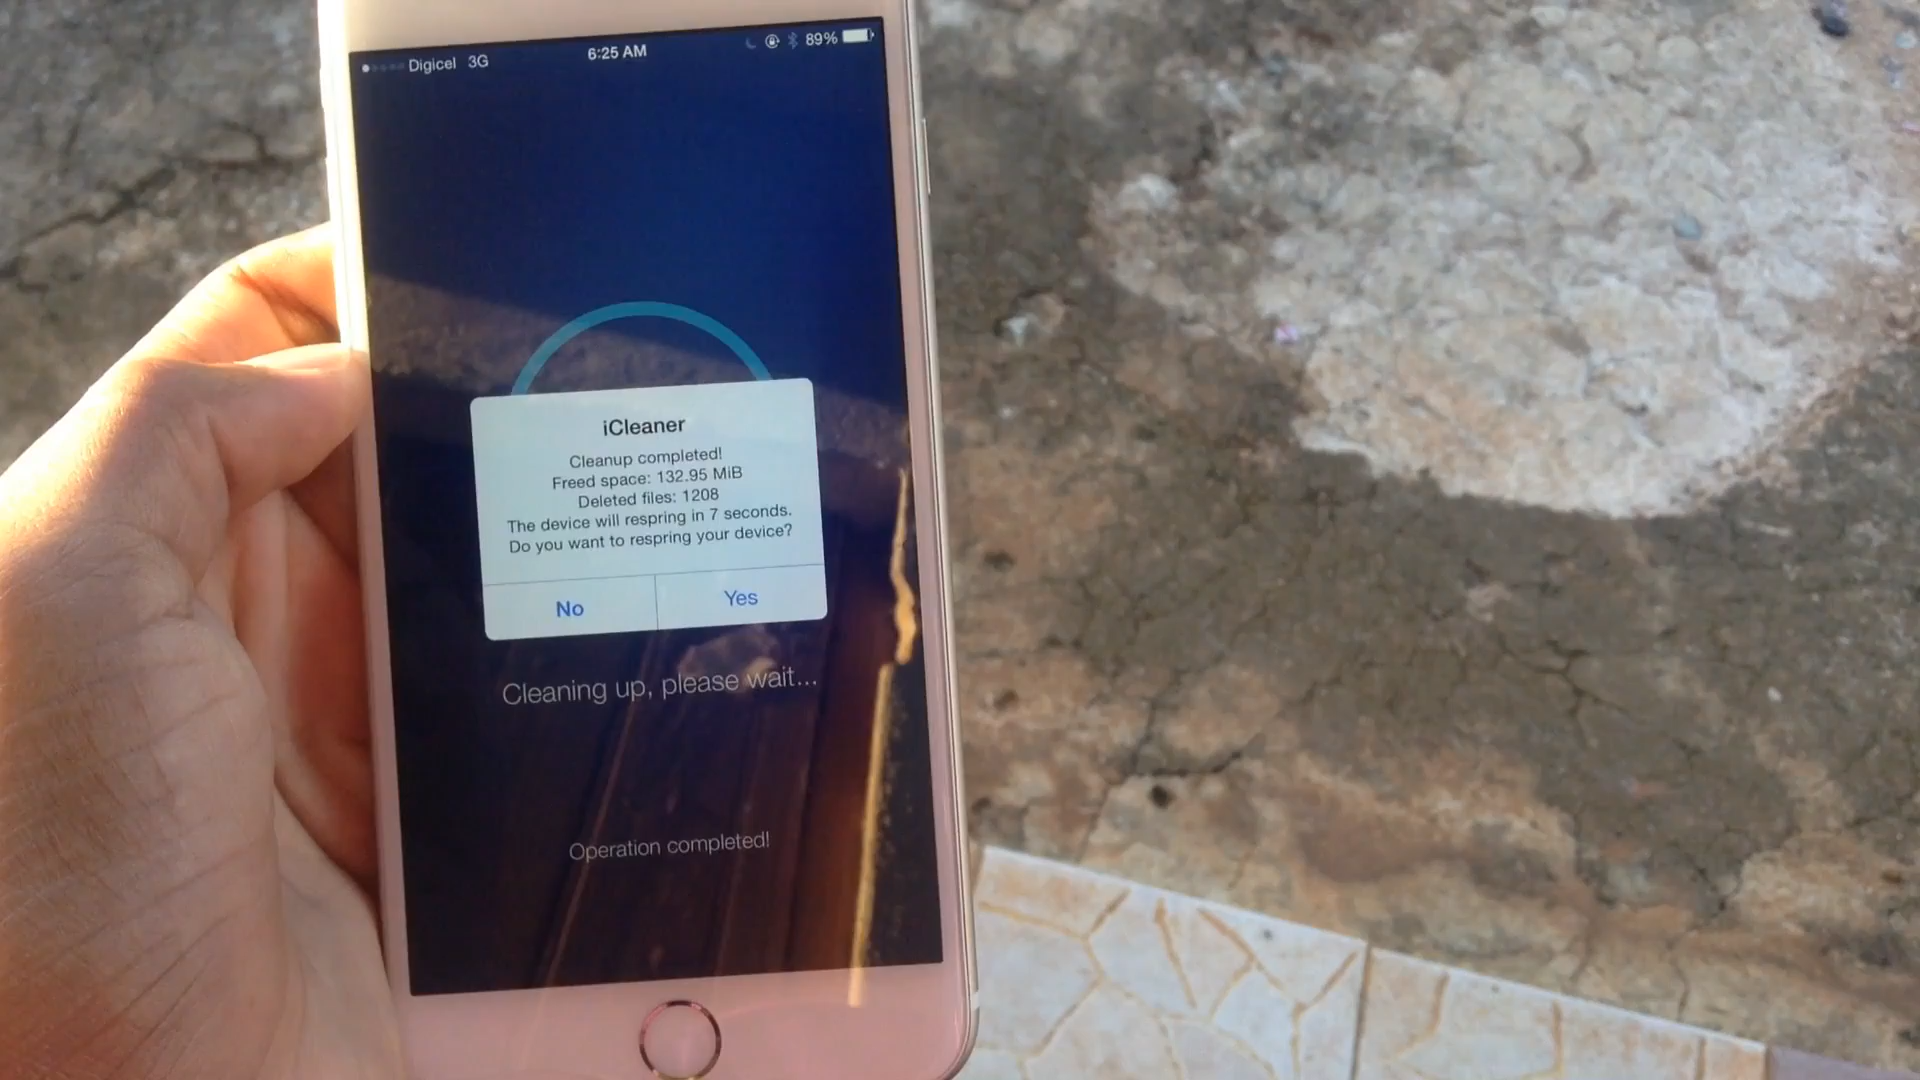 Digicel 3G 6:25 AM 89%
iCleaner
Cleanup completed!
Freed space: 132.95 MiB
Deleted files: 1208
The device will respring in 7 seconds.
Do you want to respring your device?
No Yes
Cleaning up, please wait...
Operation completed!